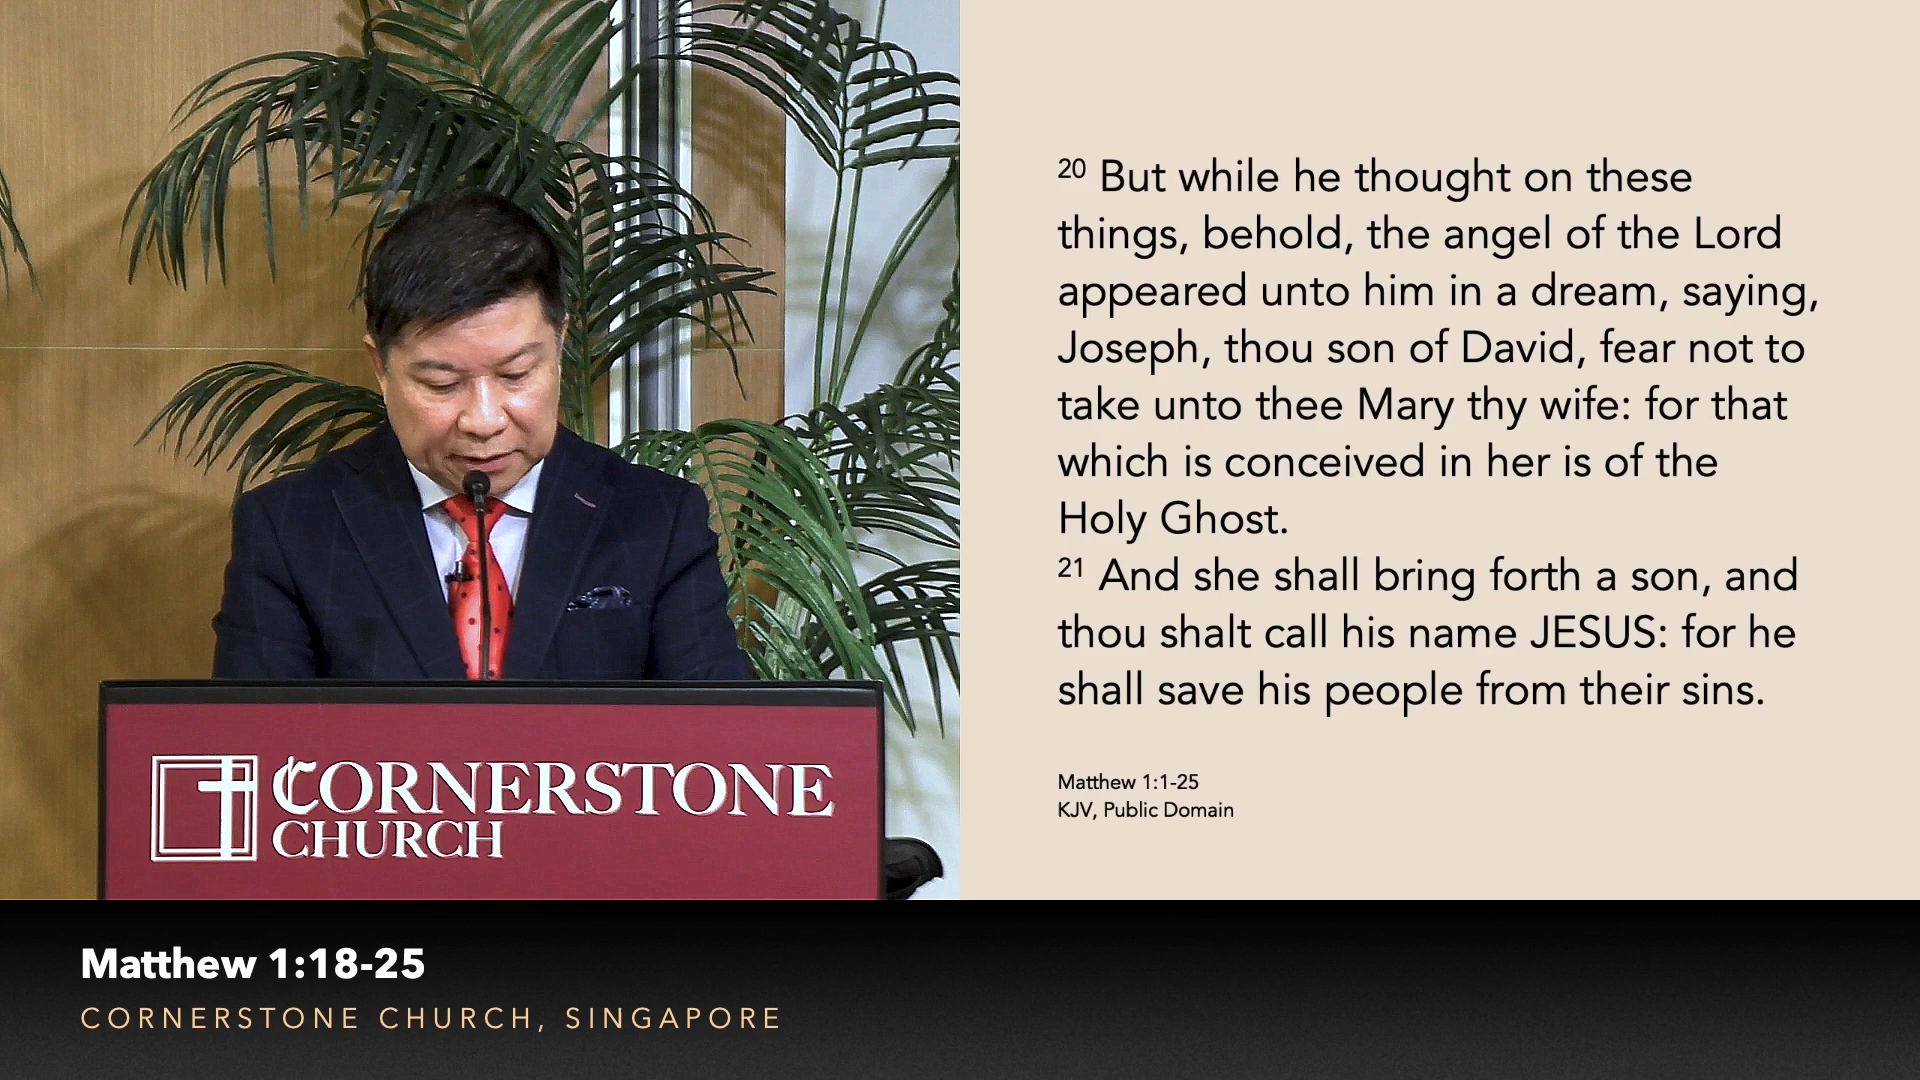 CORNERSTONE
CHURCH
20 But while he thought on these
things, behold, the angel of the Lord
appeared unto him in a dream, saying,
Joseph, thou son of David, fear not to
take unto thee Mary thy wife: for that
which is conceived in her is of the
Holy Ghost.
21 And she shall bring forth a son, and
thou shalt call his name JESUS: for he
shall save his people from their sins.
Matthew 1:1-25
KJV, Public Domain
Matthew 1:18-25
CORNERSTONE CHURCH, SINGAPORE